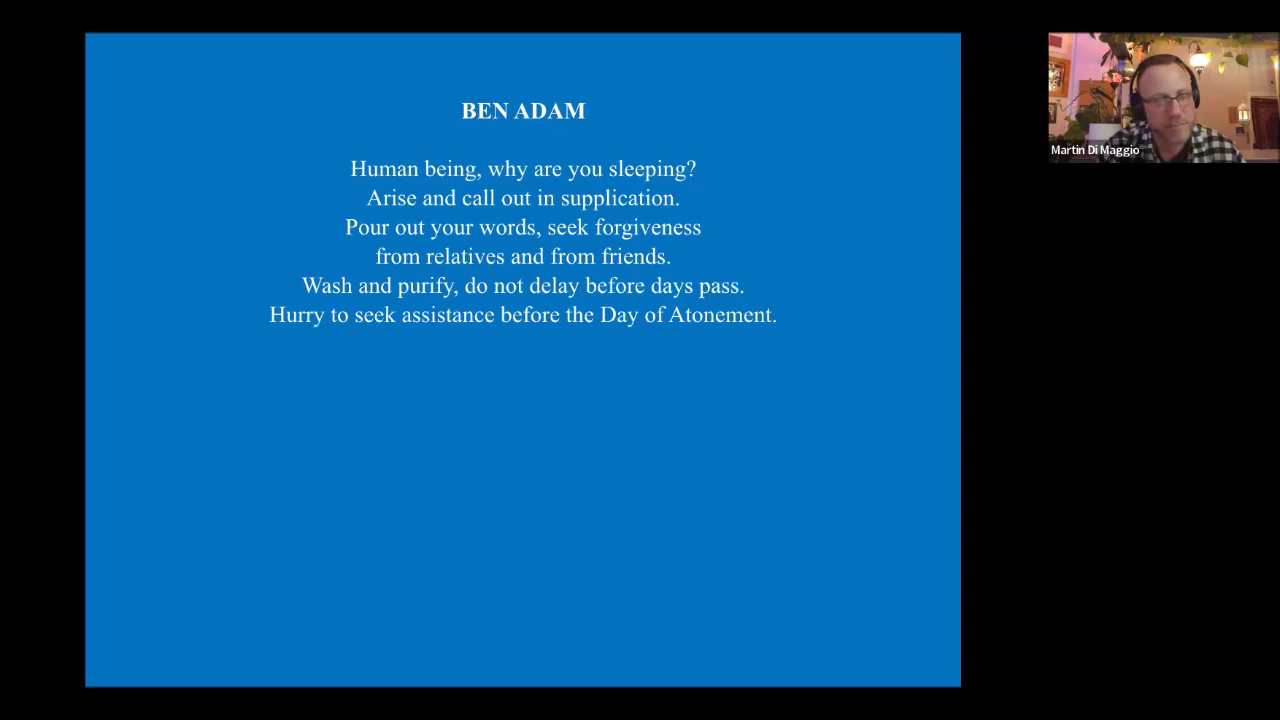 BEN ADAM
Human being, why are you sleeping?
Arise and call out in supplication.
Pour out your words, seek forgiveness
from relatives and from friends.
Wash and purify, do not delay before days pass.
Hurry to seek assistance before the Day of Atonement.
Martin Di Maggio